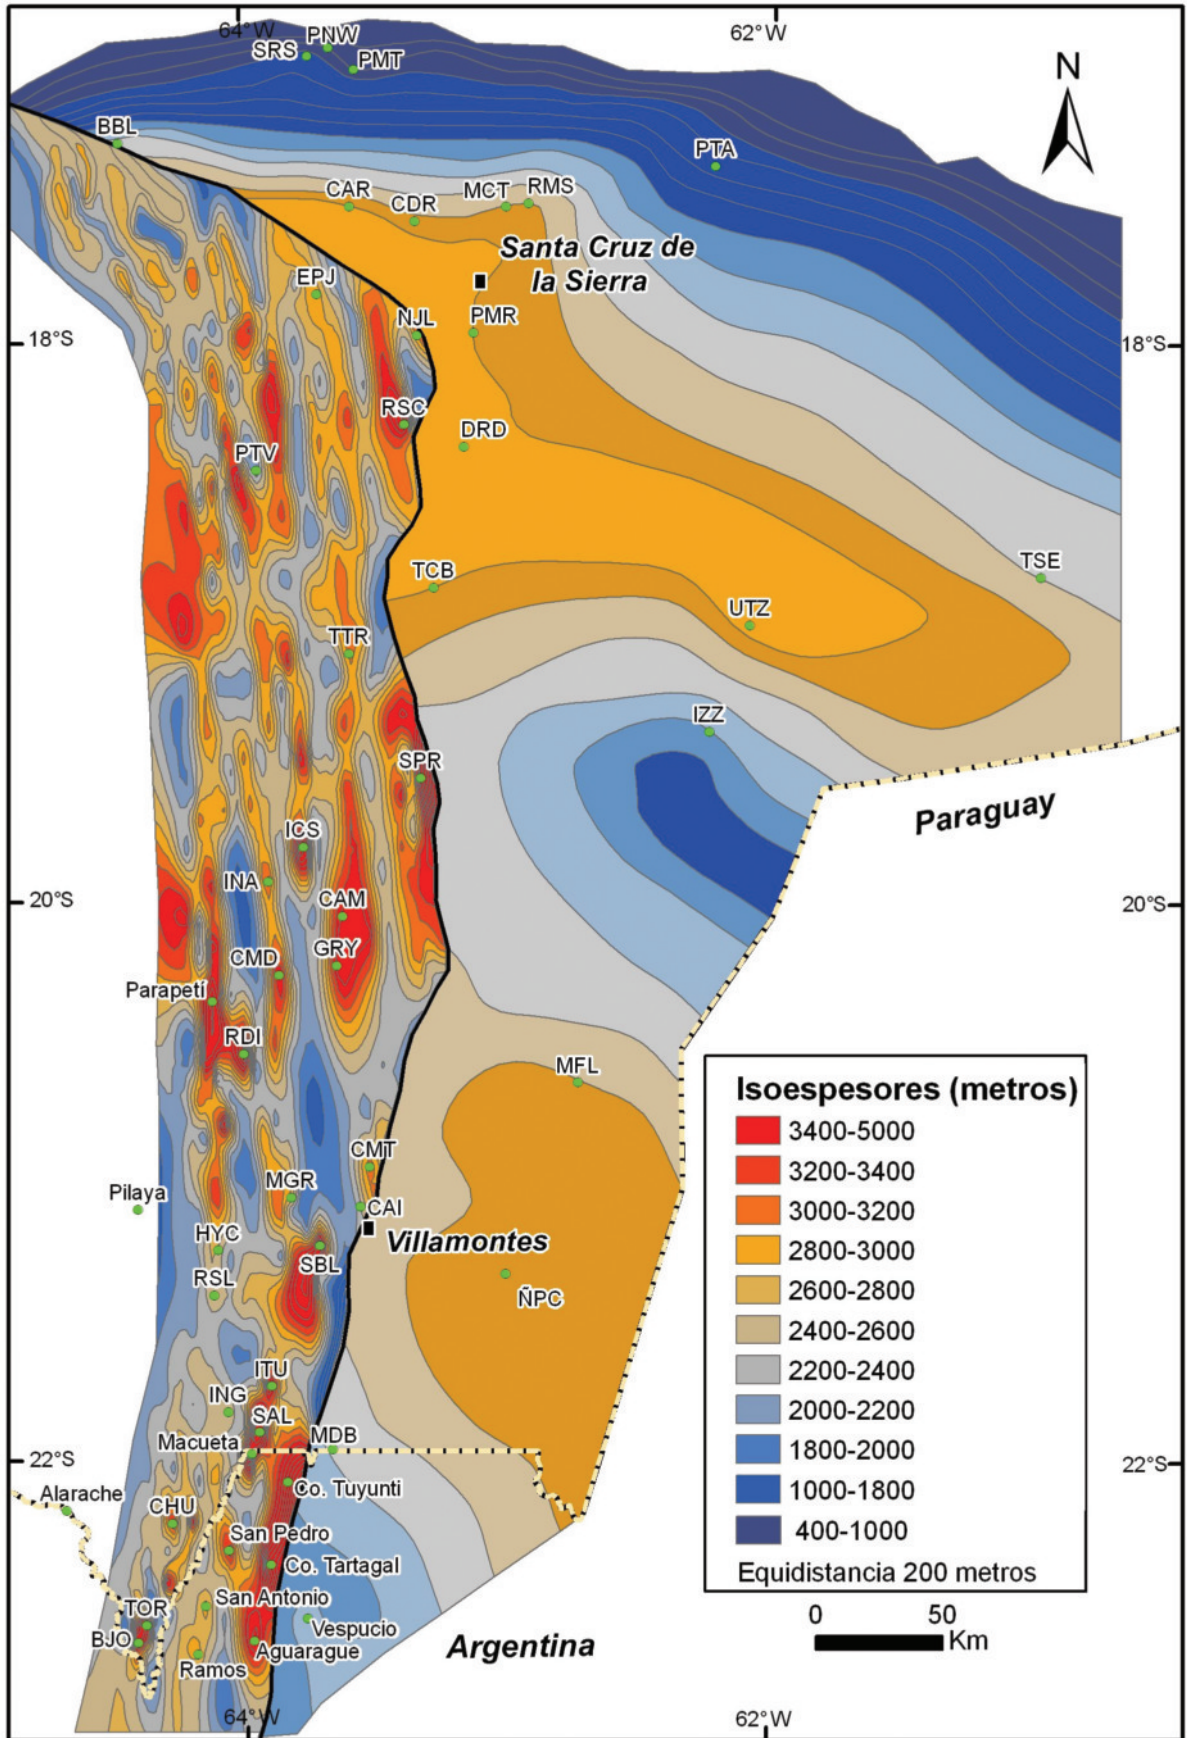 64°W
62°W
PNW
SRS
PMT
N
BBL
PTA
CAR
CDR
MCT
RMS
Santa Cruz de
la Sierra
EPJ
NJL
PMR
18°S
18°S
RSC
DRD
PTV
TCB
TSE
UTZ
TTR
IZZ
SPR
Paraguay
ICS
INA
CAM
20°S
20°S
GRY
CMD
Parapetí
RDI
MFL
CMT
MGR
Pilaya
CAI
HYC
Villamontes
SBL
RSL
ÑPC
ITU
ING
SAL
Macueta
MDB
22°S
22°S
Alarache
CHU
Co. Tuyunti
San Pedro
Co. Tartagal
San Antonio
TOR
Vespucio
BJO
Aguarague
Ramos
Argentina
64°W
62°W
Isoespesores (metros)
3400-5000
3200-3400
3000-3200
2800-3000
2600-2800
2400-2600
2200-2400
2000-2200
1800-2000
1000-1800
400-1000
Equidistancia 200 metros
0 50
Km